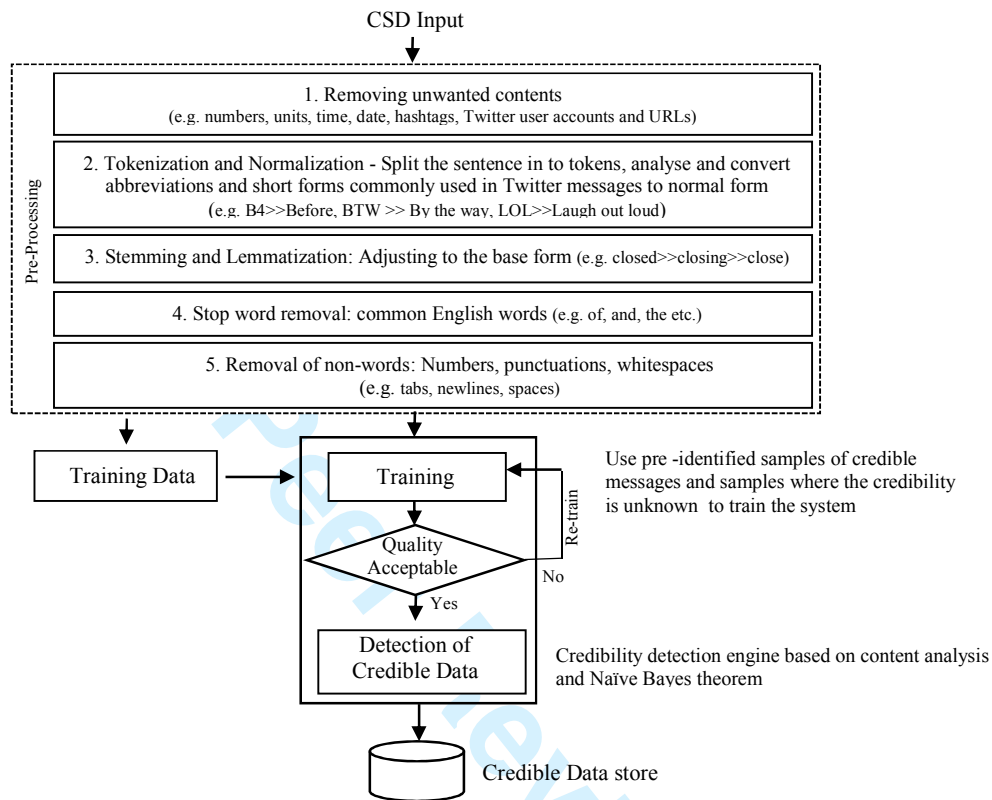 CSD Input
Pre-Processing
1. Removing unwanted contents
(e.g. numbers, units, time, date, hashtags, Twitter user accounts and URLs)
2. Tokenization and Normalization - Split the sentence in to tokens, analyse and convert
abbreviations and short forms commonly used in Twitter messages to normal form
(e.g. B4>>Before, BTW >> By the way, LOL>>Laugh out loud)
3. Stemming and Lemmatization: Adjusting to the base form (e.g. closed>>closing>>close)
4. Stop word removal: common English words (e.g. of, and, the etc.)
5. Removal of non-words: Numbers, punctuations, whitespaces
(e.g. tabs, newlines, spaces)
Training Data
Training
Use pre -identified samples of credible
messages and samples where the credibility
is unknown to train the system
Re-train
Quality
Acceptable
No
Yes
Detection of
Credible Data
Credibility detection engine based on content analysis
and Naïve Bayes theorem
Credible Data store
Peer